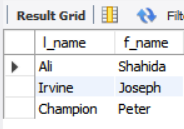 Result Grid Filt
l_name f_name
Ali Shahida
Irvine Joseph
Champion Peter